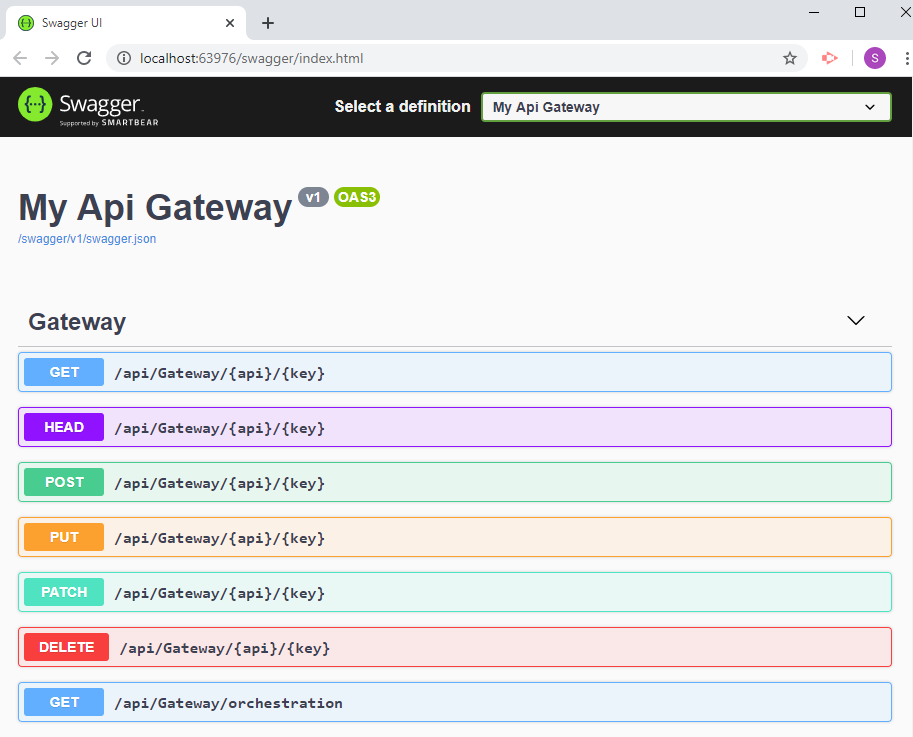 Swagger UI
localhost:63976/swagger/index.html
S
Swagger
Supported by SMARTBEAR
Select a definition
My Api Gateway
My Api Gateway v1 OAS3
/swagger/v1/swagger.json
Gateway
GET /api/Gateway/{api}/{key}
HEAD /api/Gateway/{api}/{key}
POST /api/Gateway/{api}/{key}
PUT /api/Gateway/{api}/{key}
PATCH /api/Gateway/{api}/{key}
DELETE /api/Gateway/{api}/{key}
GET /api/Gateway/orchestration